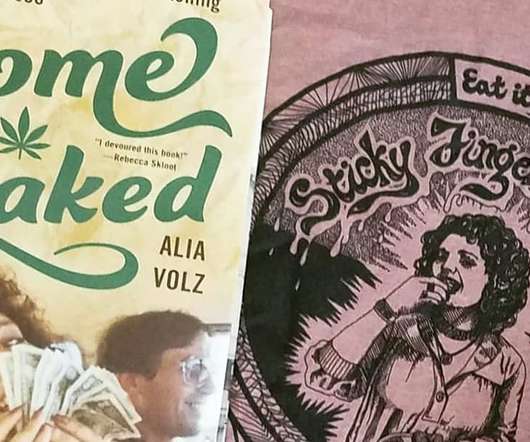 ome
"I devoured this book!"
—Rebecca Skloot
aked
ALIA
VOLZ
Eat it
Sticky Finge